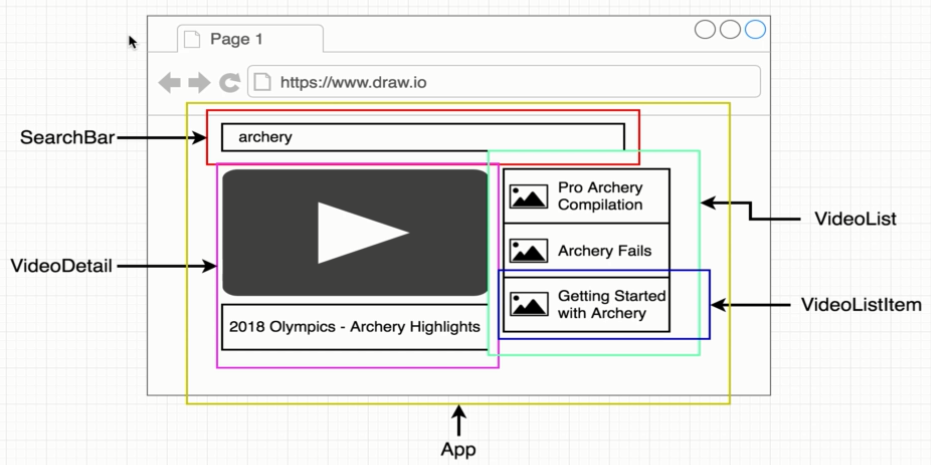 Page 1
https://www.draw.io
SearchBar
archery
Pro Archery
Compilation
VideoList
Archery Fails
VideoDetail
Getting Started
with Archery
VideoListItem
2018 Olympics - Archery Highlights
App